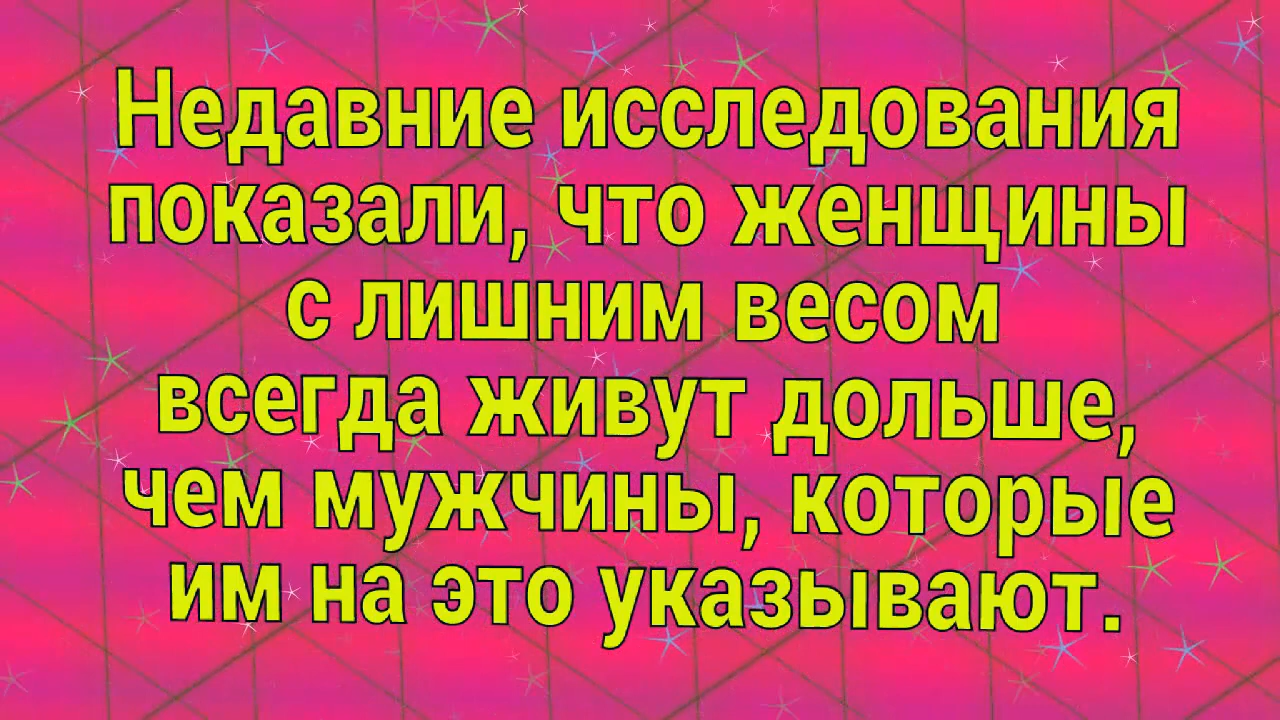 Недавние исследования
показали, что женщины
с лишним весом
всегда живут дольше,
чем мужчины, которые
им на это указывают.